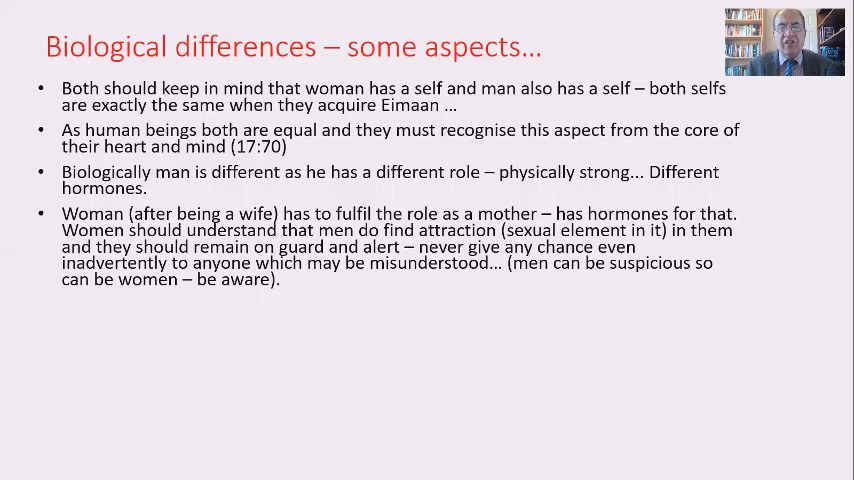 Biological differences – some aspects…
• Both should keep in mind that woman has a self and man also has a self – both selfs
are exactly the same when they acquire Eimaan …
• As human beings both are equal and they must recognise this aspect from the core of
their heart and mind (17:70)
• Biologically man is different as he has a different role – physically strong... Different
hormones.
• Woman (after being a wife) has to fulfil the role as a mother – has hormones for that.
Women should understand that men do find attraction (sexual element in it) in them
and they should remain on guard and alert – never give any chance even
inadvertently to anyone which may be misunderstood… (men can be suspicious so
can be women – be aware).